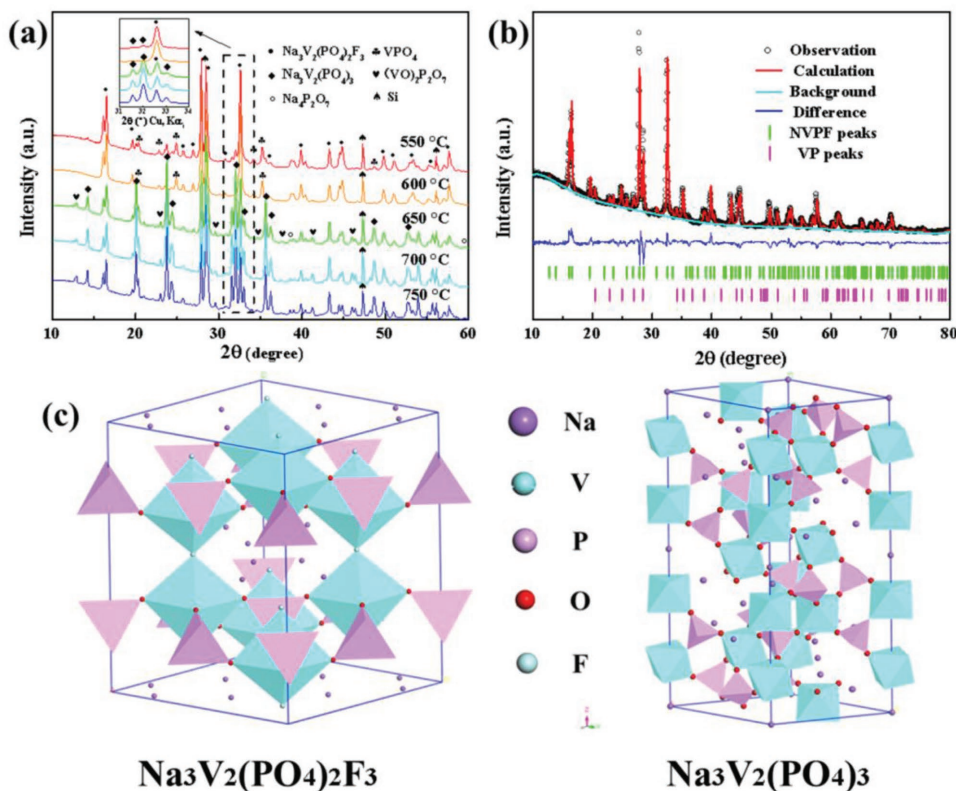 (a)
31 32 33 34
2θ (°) Cu, Kα₁
Na₃V₂(PO₄)₂F₃
VPO₄
Na₃V₂(PO₄)₃
(VO)₂P₂O₇
Na₄P₂O₇
Si
Intensity (a.u.)
550 °C
600 °C
650 °C
700 °C
750 °C
10 20 30 40 50 60
2θ (degree)
(b)
Observation
Calculation
Background
Difference
NVPF peaks
VP peaks
Intensity (a.u.)
10 20 30 40 50 60 70 80
2θ (degree)
(c)
Na
V
P
O
F
Na₃V₂(PO₄)₂F₃
Na₃V₂(PO₄)₃